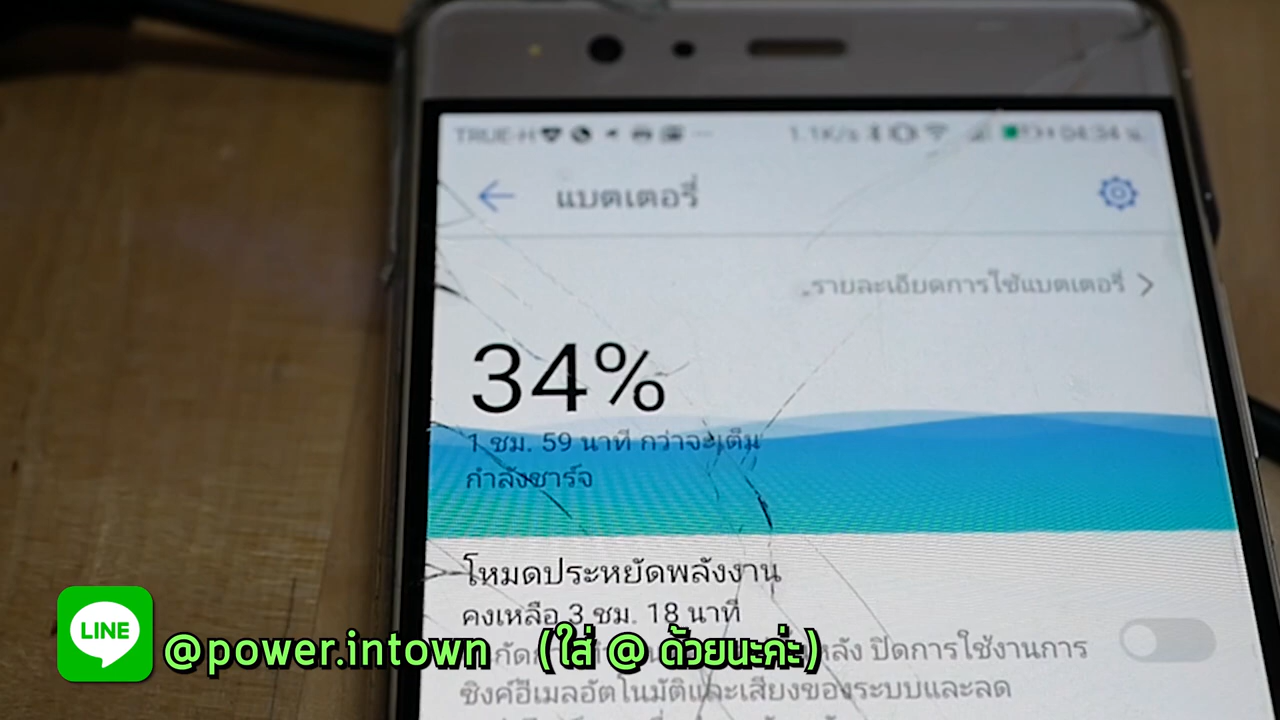 TRUE-H 1.1K/s 04:34
แบตเตอรี่
รายละเอียดการใช้แบตเตอรี่
34%
1 ชม. 59 นาที กว่าจะเต็ม
กำลังชาร์จ
โหมดประหยัดพลังงาน
คงเหลือ 3 ชม. 18 นาที
หลัง ปิดการใช้งานการ
ซิงค์อีเมลอัตโนมัติและเสียงของระบบและลด
LINE @power.intown (ใส่ @ ด้วยนะค่ะ)